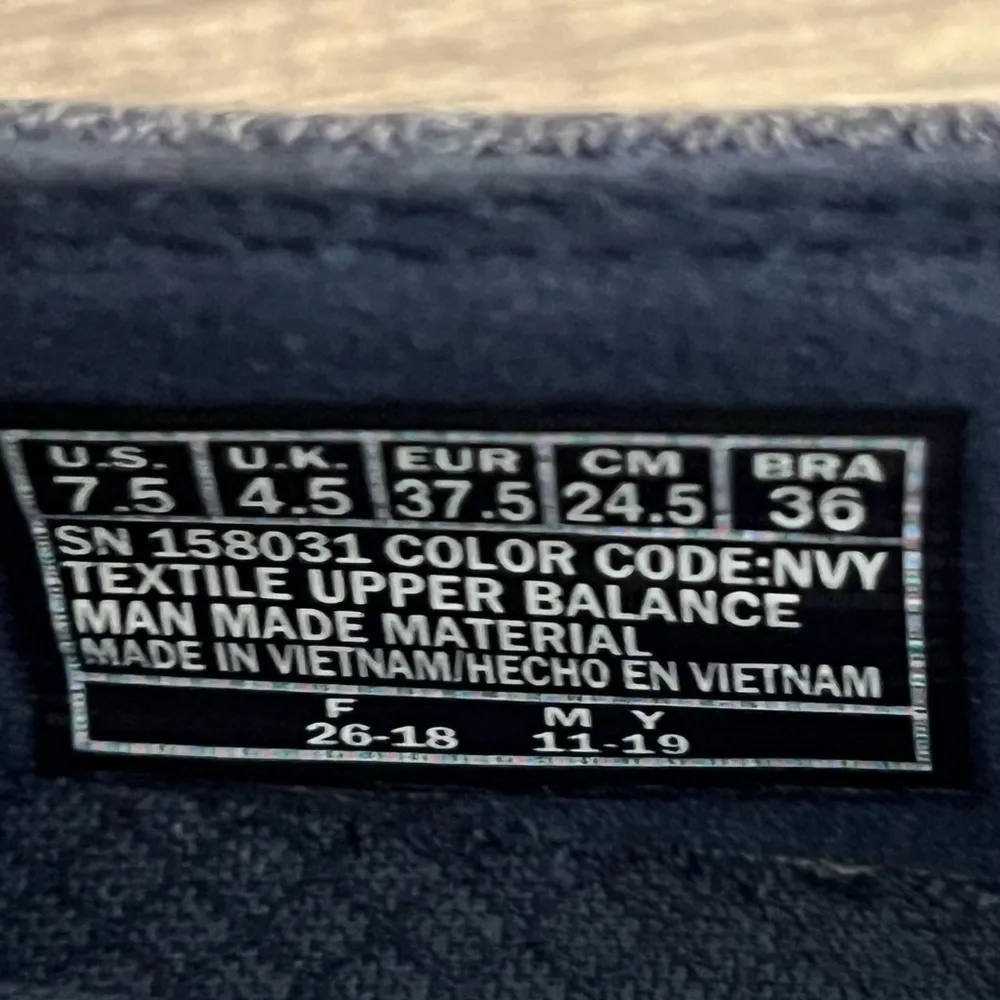 U.S. U.K. EUR CM BRA
7.5 4.5 37.5 24.5 36
SN 158031 COLOR CODE:NVY
TEXTILE UPPER BALANCE
MAN MADE MATERIAL
MADE IN VIETNAM/HECHO EN VIETNAM
F M Y
26-18 11-19